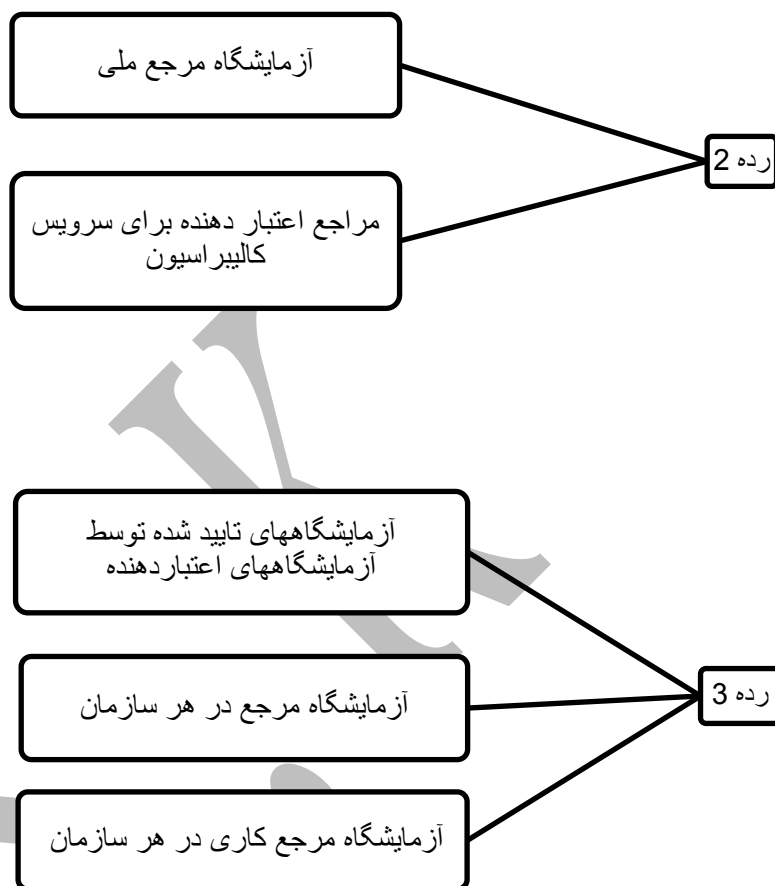 آزمایشگاه مرجع ملی
رده 2
مراجع اعتبار دهنده برای سرویس
کالیبراسیون
آزمایشگاههای تایید شده توسط
آزمایشگاههای اعتباردهنده
رده 3
آزمایشگاه مرجع در هر سازمان
آزمایشگاه مرجع کاری در هر سازمان